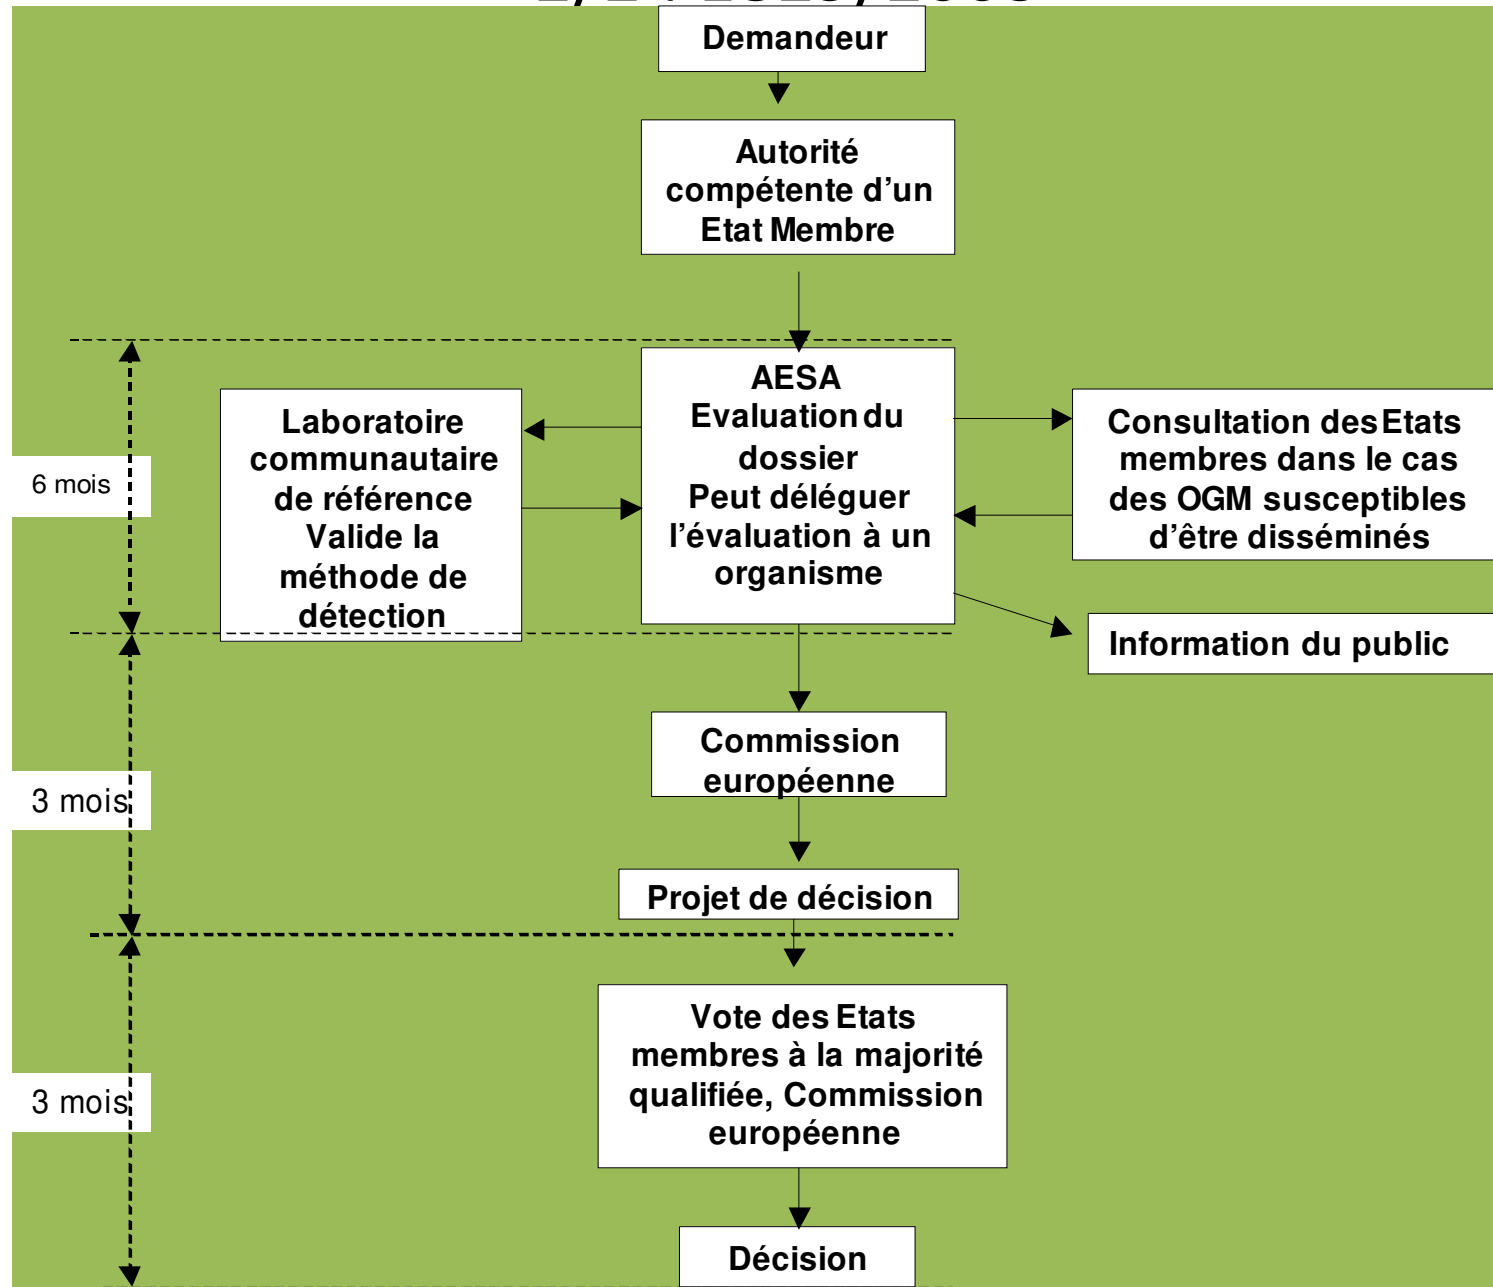 Demandeur
Autorité
compétente d'un
Etat Membre
AESA
Evaluation du
dossier
Peut déléguer
l'évaluation à un
organisme
Laboratoire
communautaire
de référence
Valide la
méthode de
détection
Consultation des Etats
membres dans le cas
des OGM susceptibles
d'être disséminés
6 mois
Information du public
Commission
européenne
3 mois
Projet de décision
Vote des Etats
membres à la majorité
qualifiée, Commission
européenne
3 mois
Décision